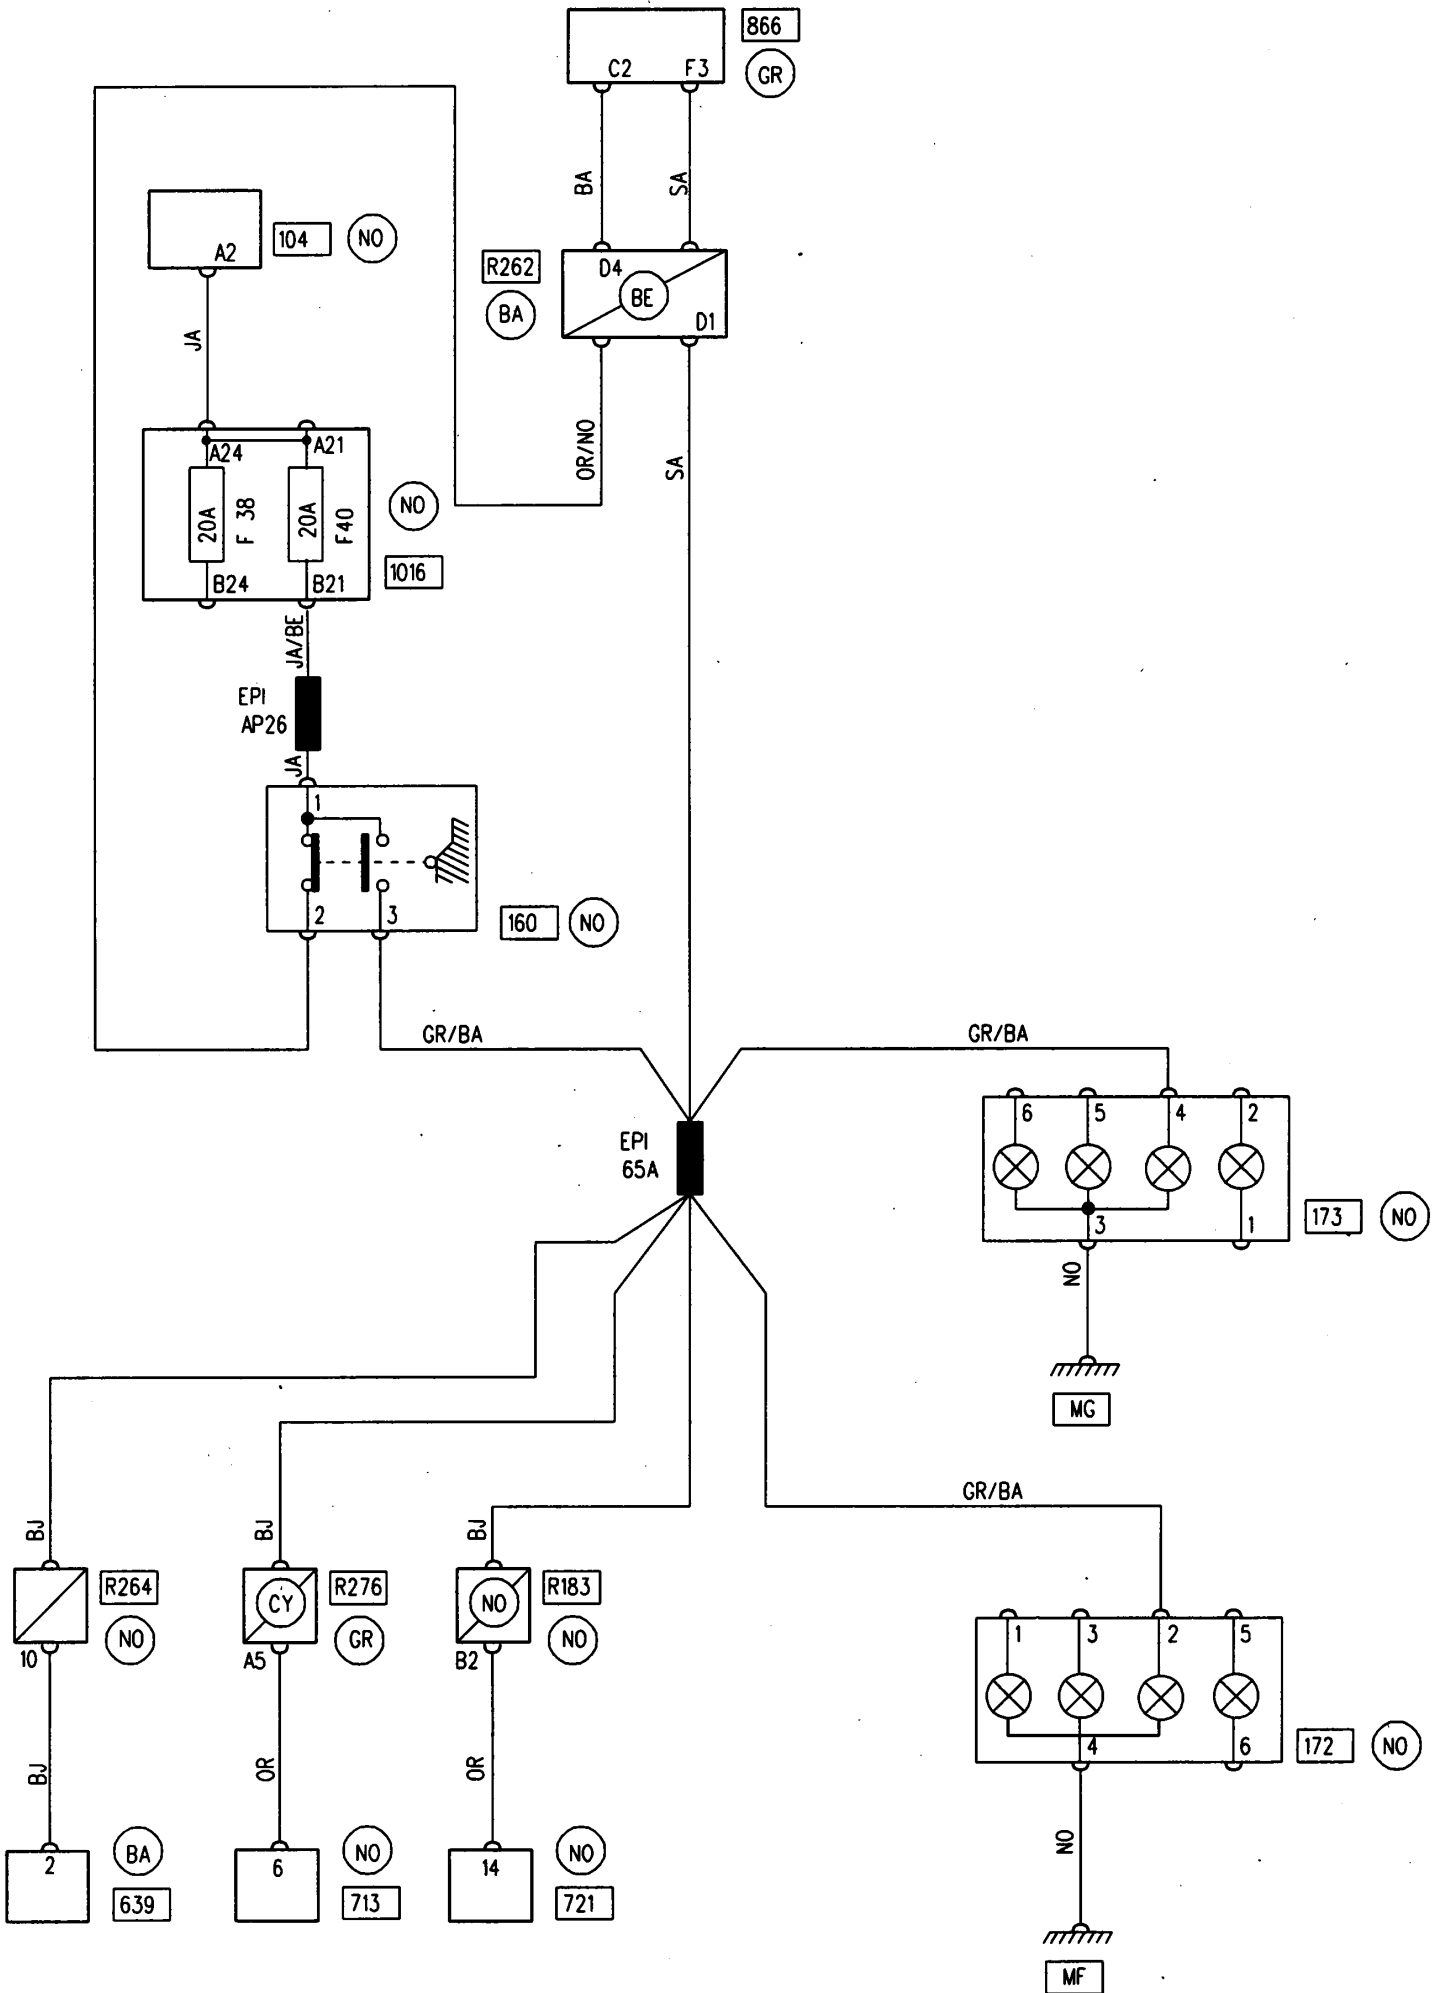 866
C2 F3
GR
BA
SA
104
NO
A2
R262
D4
BE
BA
D1
JA
OR/NO
SA
A24
A21
20A
F 38
20A
F40
NO
B24
B21
1016
JA/BE
EPI
AP26
JA
1
2
3
160
NO
GR/BA
GR/BA
6
5
4
2
EPI
65A
3
1
173
NO
NO
MG
GR/BA
BJ
BJ
BJ
R264
CY
R276
NO
R183
NO
GR
NO
10
A5
B2
1
3
2
5
4
6
172
NO
BJ
OR
OR
NO
2
BA
639
6
NO
713
14
NO
721
MF